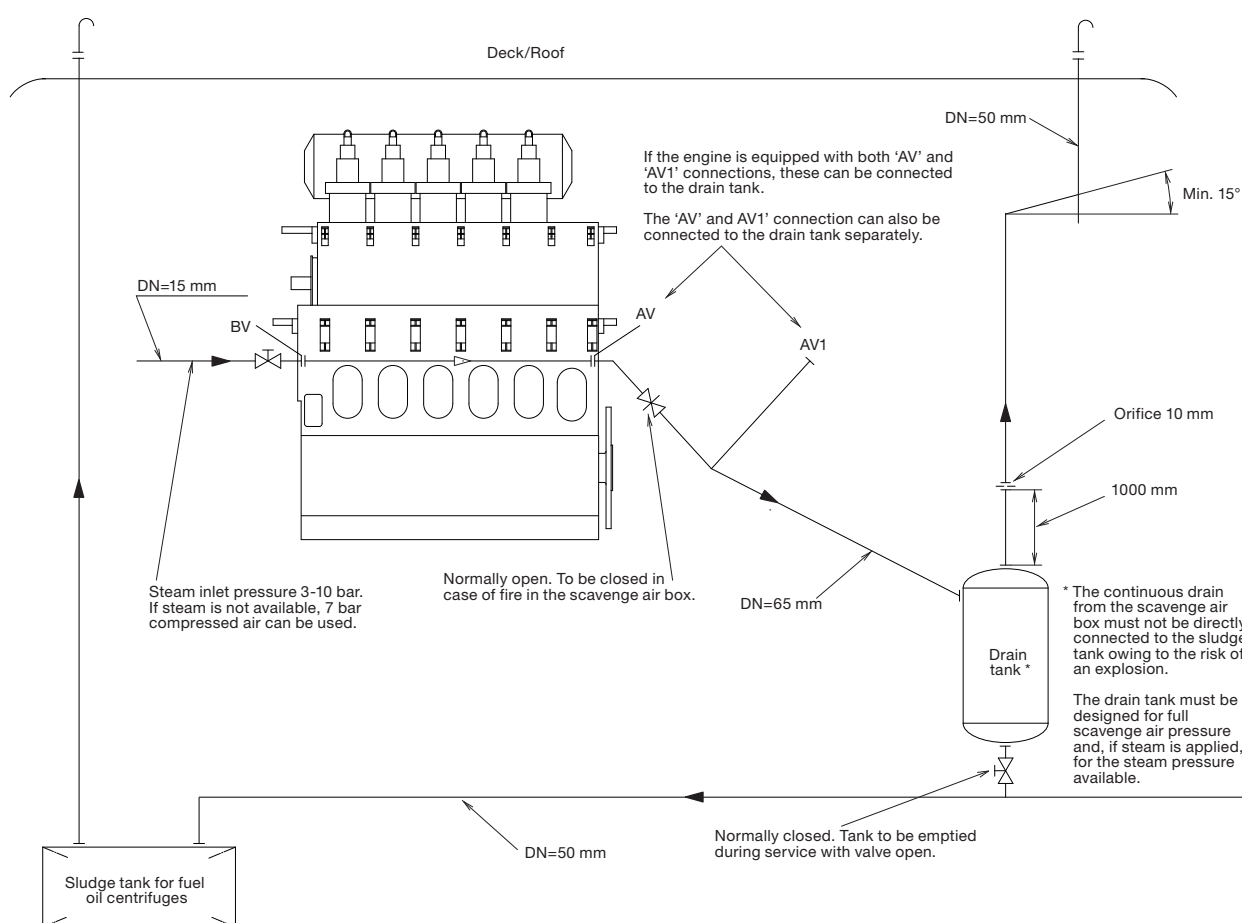 Deck/Roof
DN=50 mm
If the engine is equipped with both ‘AV’ and
‘AV1’ connections, these can be connected
to the drain tank.
The ‘AV’ and AV1’ connection can also be
connected to the drain tank separately.
Min. 15°
DN=15 mm
BV
AV
AV1
Orifice 10 mm
1000 mm
Steam inlet pressure 3-10 bar.
If steam is not available, 7 bar
compressed air can be used.
Normally open. To be closed in
case of fire in the scavenge air box.
DN=65 mm
Drain
tank *
* The continuous drain
from the scavenge air
box must not be directly
connected to the sludge
tank owing to the risk of
an explosion.
The drain tank must be
designed for full
scavenge air pressure
and, if steam is applied,
for the steam pressure
available.
Normally closed. Tank to be emptied
during service with valve open.
DN=50 mm
Sludge tank for fuel
oil centrifuges